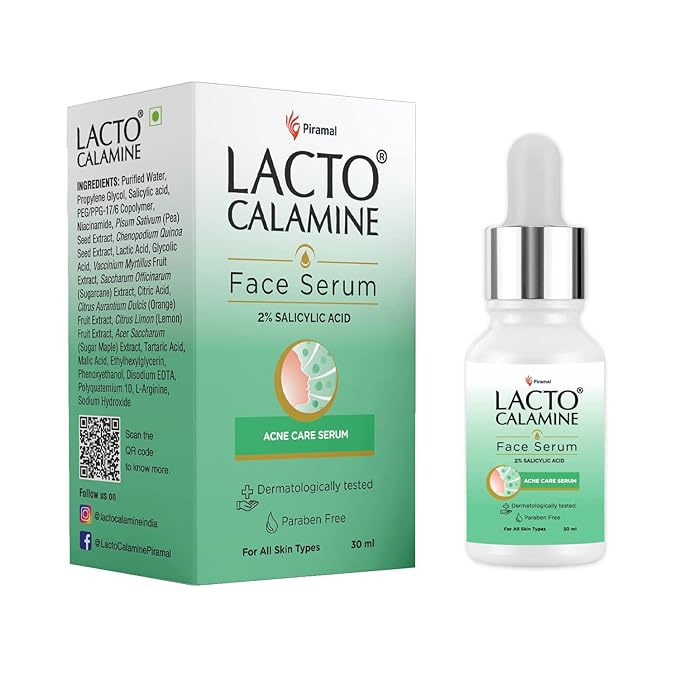 LACTO®
CALAMINE
INGREDIENTS: Purified Water,
Propylene Glycol, Salicylic acid,
PEG/PPG-17/6 Copolymer,
Niacinamide, Pisum Sativum (Pea)
Seed Extract, Chenopodium Quinoa
Seed Extract, Lactic Acid, Glycolic
Acid, Vaccinium Myrtillus Fruit
Extract, Saccharum Officinarum
(Sugarcane) Extract, Citric Acid,
Citrus Aurantium Dulcis (Orange)
Fruit Extract, Citrus Limon (Lemon)
Fruit Extract, Acer Saccharum
(Sugar Maple) Extract, Tartaric Acid,
Malic Acid, Ethylhexylglycerin,
Phenoxyethanol, Disodium EDTA,
Polyquaternium 10, L-Arginine,
Sodium Hydroxide
Scan the
QR code
to know more.
Follow us on
@lactocalamineindia
@LactoCalaminePiramal
Piramal
LACTO®
CALAMINE
Face Serum
2% SALICYLIC ACID
ACNE CARE SERUM
Dermatologically tested
Paraben Free
For All Skin Types 30 ml
Piramal
LACTO®
CALAMINE
Face Serum
2% SALICYLIC ACID
ACNE CARE SERUM
Dermatologically tested
Paraben Free
For All Skin Types 30 ml